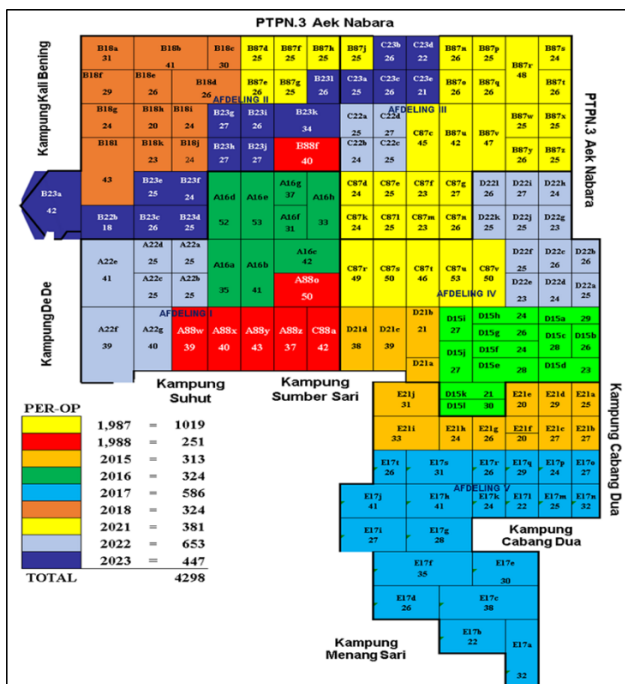 PTPN.3 Aek Nabara
Kampung Kali Bening
Kampung De De
PTPN.3 Aek Nabara
Kampung Cabang Dua
B18a 31
B18b 41
B18c 30
B87d 25
B87f 25
B87h 25
B87j 25
C23b 26
C23d 22
B87n 26
B87p 25
B87r 48
B87s 24
B18f 29
B18e 26
B18d 26
B87e 26
B87g 25
B23l 26
C23a 25
C23c 26
C23e 21
B87o 26
B87q 26
B87t 26
AFDELING II
AFDELING III
B18g 24
B18h 20
B18i 24
B23g 27
B23i 26
B23k 34
C22a 25
C22d 27
C87c 45
B87u 42
B87v 47
B87w 25
B87x 25
B18l 43
B18k 23
B18j 24
B23h 27
B23j 27
B88f 40
C22b 24
C22c 25
B87y 26
B87z 25
B23a 42
B23e 25
B23f 24
A16d 52
A16e 53
A16g 37
A16h 33
C87d 24
C87e 25
C87f 23
C87g 27
D22l 26
D22i 27
D22h 24
B22b 18
B23c 26
B23d 25
A16f 31
C87k 24
C87l 25
C87m 23
C87n 26
D22k 25
D22j 25
D22g 23
A22e 41
A22d 25
A22a 25
A16a 35
A16b 41
A16c 42
C87r 49
C87s 50
C87t 46
C87u 53
C87v 50
D22f 25
D22c 26
D22b 26
A22c 25
A22b 25
A88o 50
D22e 23
D22d 24
D22a 25
AFDELING I
AFDELING IV
A22f 39
A22g 40
A88w 39
A88x 40
A88y 43
A88z 37
C88a 42
D21d 38
D21c 39
D21b 21
D21a
D15i 27
D15h 24
D15a 29
D15g 26
D15c 28
D15b 26
D15j 27
D15f 24
D15e 28
D15d 23
Kampung Suhut
Kampung Sumber Sari
E21j 31
D15k 21
D15l 30
E21e 20
E21d 29
E21a 25
E21i 33
E21h 24
E21g 26
E21f 20
E21c 27
E21b 27
E17t 26
E17s 31
E17r 26
E17q 29
E17p 24
E17o 27
AFDELING V
E17j 41
E17h 41
E17k 24
E17l 22
E17m 25
E17n 32
E17i 27
E17g 28
Kampung Cabang Dua
E17f 35
E17e 30
E17d 26
E17c 38
E17b 22
E17a 32
Kampung Menang Sari
PER-OP
1,987 = 1019
1,988 = 251
2015 = 313
2016 = 324
2017 = 586
2018 = 324
2021 = 381
2022 = 653
2023 = 447
TOTAL 4298